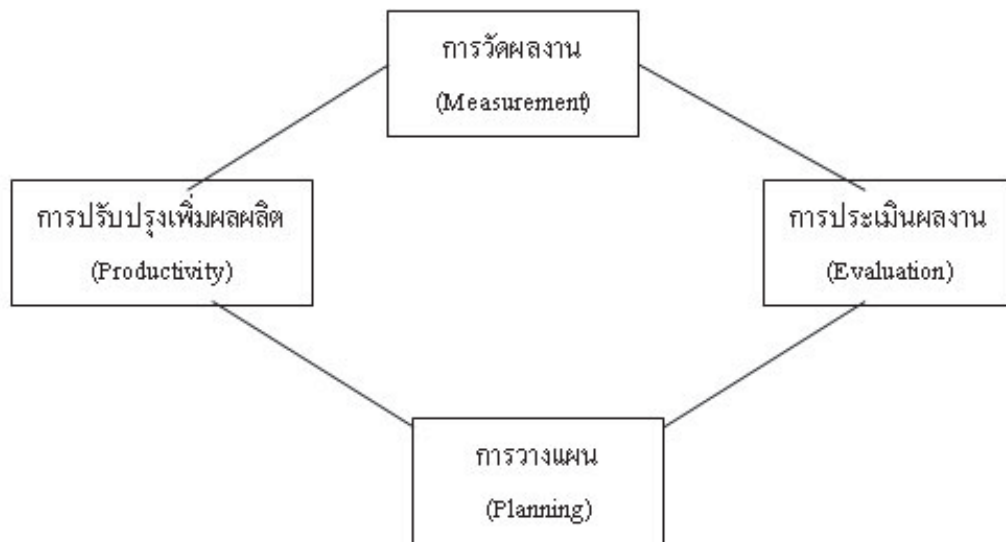 การวัดผลงาน
(Measurement)
การปรับปรุงเพิ่มผลผลิต
(Productivity)
การประเมินผลงาน
(Evaluation)
การวางแผน
(Planning)